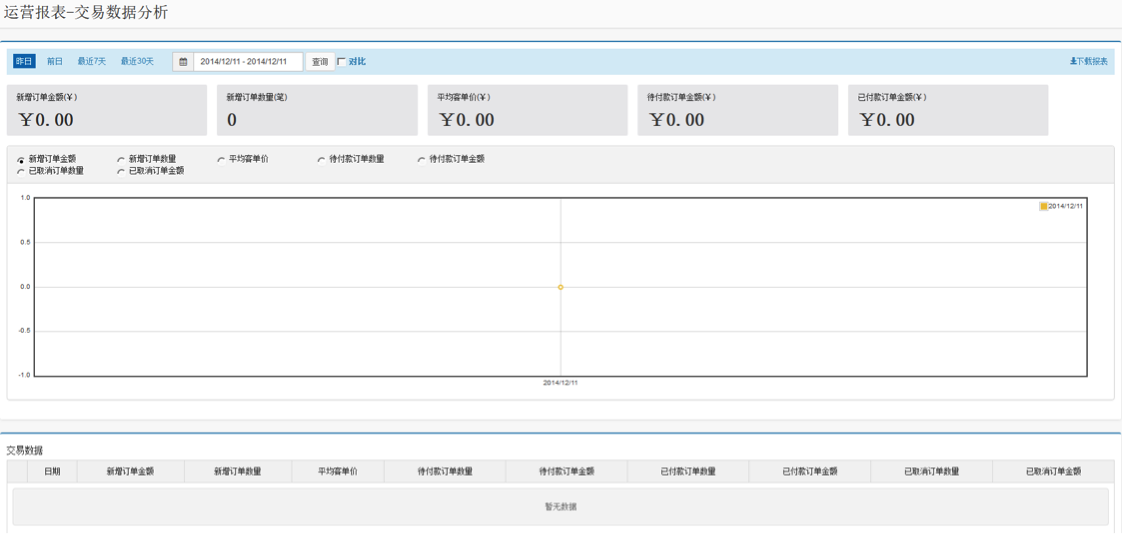 运营报表-交易数据分析
昨日 前日 最近7天 最近30天 2014/12/11 - 2014/12/11 查询 对比 下载报表
新增订单金额(¥) 新增订单数量(笔) 平均客单价(¥) 待付款订单金额(¥) 已付款订单金额(¥)
¥0.00 0 ¥0.00 ¥0.00 ¥0.00
新增订单金额 新增订单数量 平均客单价 待付款订单数量 待付款订单金额
已取消订单数量 已取消订单金额
1.0
2014/12/11
0.5
0.0
-0.5
-1.0
2014/12/11
交易数据
日期 新增订单金额 新增订单数量 平均客单价 待付款订单数量 待付款订单金额 已付款订单数量 已付款订单金额 已取消订单数量 已取消订单金额
暂无数据